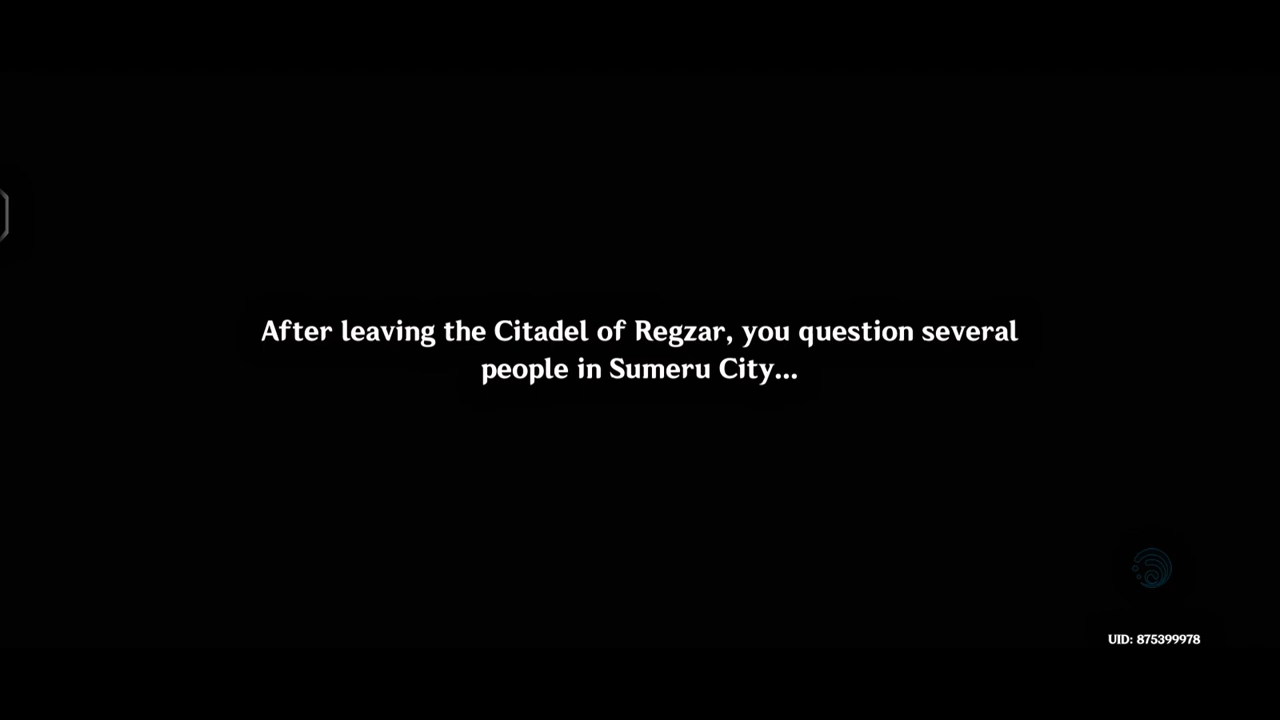 After leaving the Citadel of Regzar, you question several
people in Sumeru City...
UID: 875399978